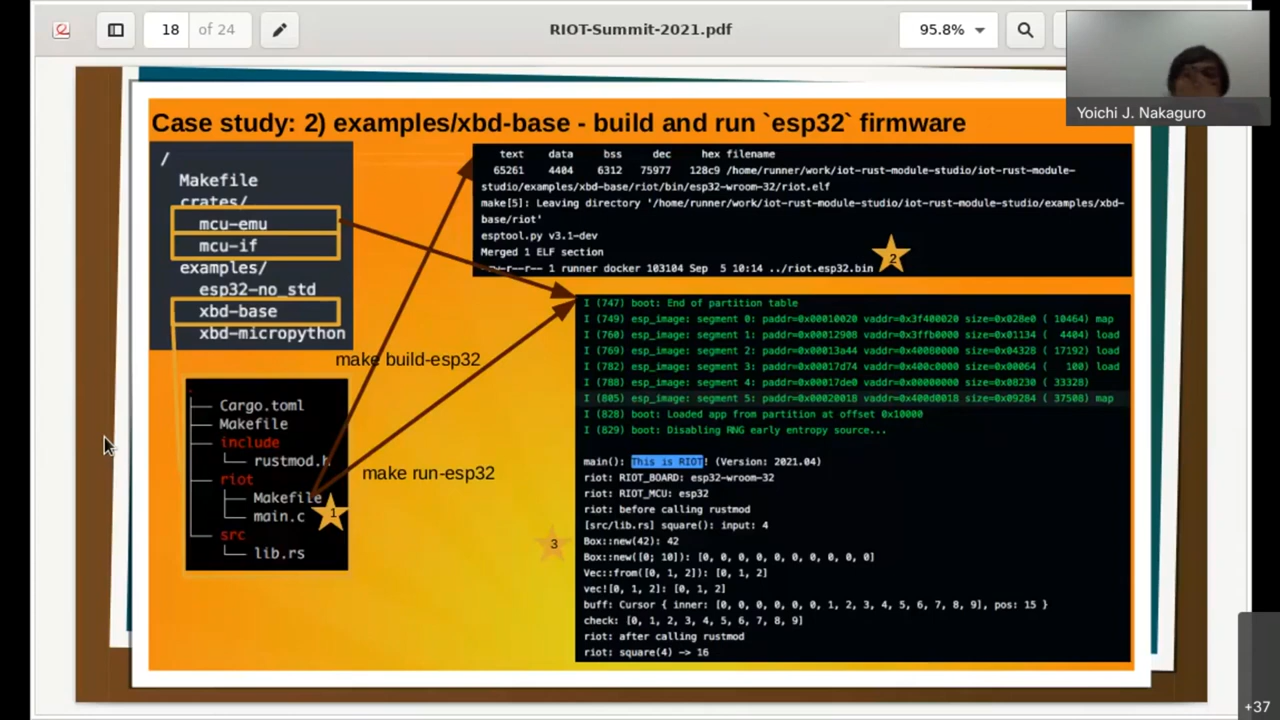 18 of 24
RIOT-Summit-2021.pdf
95.8%
Yoichi J. Nakaguro
Case study: 2) examples/xbd-base - build and run `esp32` firmware
/
Makefile
crates/
mcu-emu
mcu-if
examples/
esp32-no_std
xbd-base
xbd-micropython
text data bss dec hex filename
65261 4404 6312 75977 128c9 /home/runner/work/iot-rust-module-studio/iot-rust-module-
studio/examples/xbd-base/riot/bin/esp32-wroom-32/riot.elf
make[5]: Leaving directory '/home/runner/work/iot-rust-module-studio/iot-rust-module-studio/examples/xbd-
base/riot'
esptool.py v3.1-dev
Merged 1 ELF section
-rw-r--r-- 1 runner docker 103104 Sep 5 10:14 ../riot.esp32.bin
2
make build-esp32
make run-esp32
Cargo.toml
Makefile
include
rustmod.h
riot
Makefile
main.c
1
src
lib.rs
3
I (747) boot: End of partition table
I (749) esp_image: segment 0: paddr=0x00010020 vaddr=0x3f400020 size=0x028e0 ( 10464) map
I (760) esp_image: segment 1: paddr=0x00012908 vaddr=0x3ffb0000 size=0x01134 ( 4404) load
I (769) esp_image: segment 2: paddr=0x00013a44 vaddr=0x40080000 size=0x04328 ( 17192) load
I (782) esp_image: segment 3: paddr=0x00017d74 vaddr=0x400c0000 size=0x00064 ( 100) load
I (788) esp_image: segment 4: paddr=0x00017de0 vaddr=0x00000000 size=0x08230 ( 33328)
I (805) esp_image: segment 5: paddr=0x00020018 vaddr=0x400d0018 size=0x09284 ( 37508) map
I (828) boot: Loaded app from partition at offset 0x10000
I (829) boot: Disabling RNG early entropy source...
main(): This is RIOT! (Version: 2021.04)
riot: RIOT_BOARD: esp32-wroom-32
riot: RIOT_MCU: esp32
riot: before calling rustmod
[src/lib.rs] square(): input: 4
Box::new(42): 42
Box::new([0; 10]): [0, 0, 0, 0, 0, 0, 0, 0, 0, 0]
Vec::from([0, 1, 2]): [0, 1, 2]
vec![0, 1, 2]: [0, 1, 2]
buff: Cursor { inner: [0, 0, 0, 0, 0, 0, 1, 2, 3, 4, 5, 6, 7, 8, 9], pos: 15 }
check: [0, 1, 2, 3, 4, 5, 6, 7, 8, 9]
riot: after calling rustmod
riot: square(4) -> 16
+37